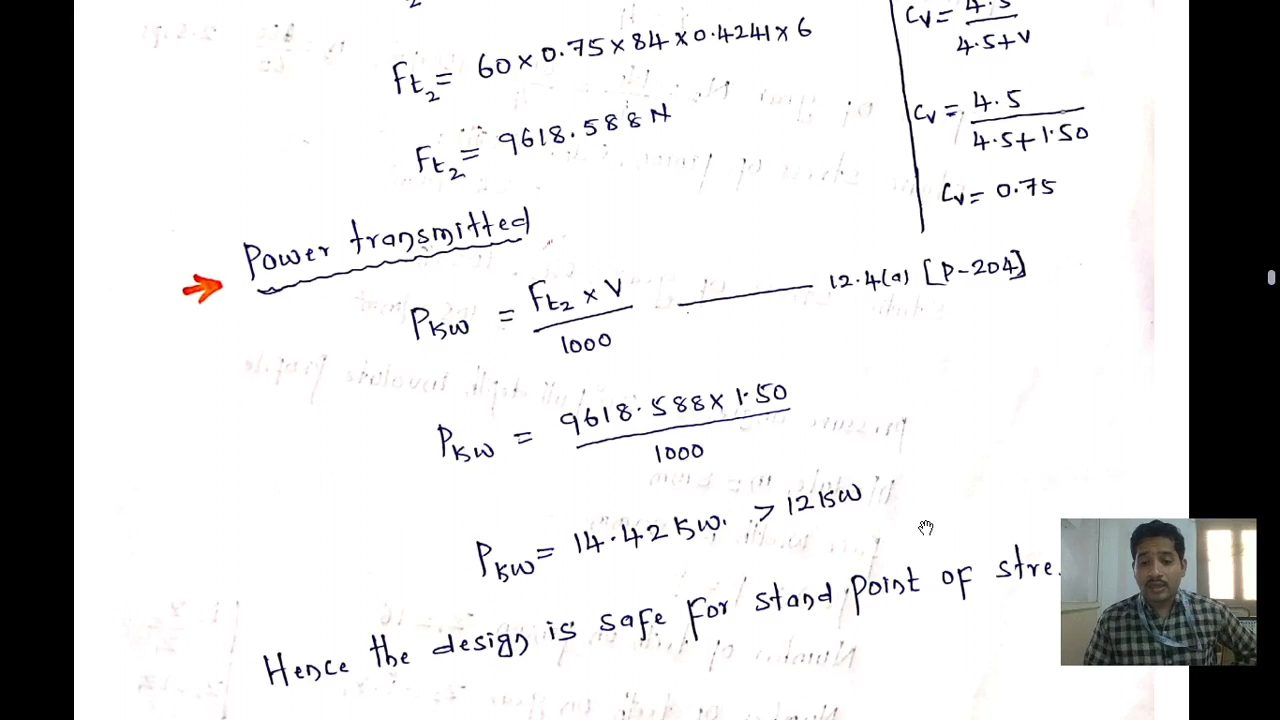 Ft₂ = 60 × 0.75 × 84 × 0.4241 × 6
Ft₂ = 9618.588 N
Cv = 4.5 / 4.5+V
Cv = 4.5 / 4.5+1.50
Cv = 0.75
Power transmitted
PKW = Ft₂ × V / 1000 12.4(a) [P-204]
PKW = 9618.588 × 1.50 / 1000
PKW = 14.42 KW. > 12 KW
Hence the design is safe for stand point of stre